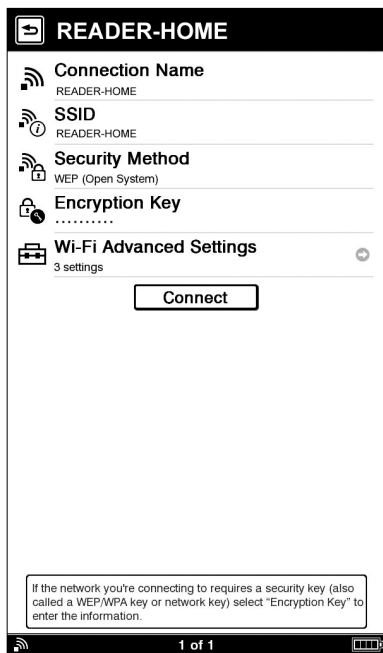 READER-HOME
Connection Name
READER-HOME
SSID
READER-HOME
Security Method
WEP (Open System)
Encryption Key
..........
Wi-Fi Advanced Settings
3 settings
Connect
If the network you're connecting to requires a security key (also
called a WEP/WPA key or network key) select "Encryption Key" to
enter the information.
1 of 1